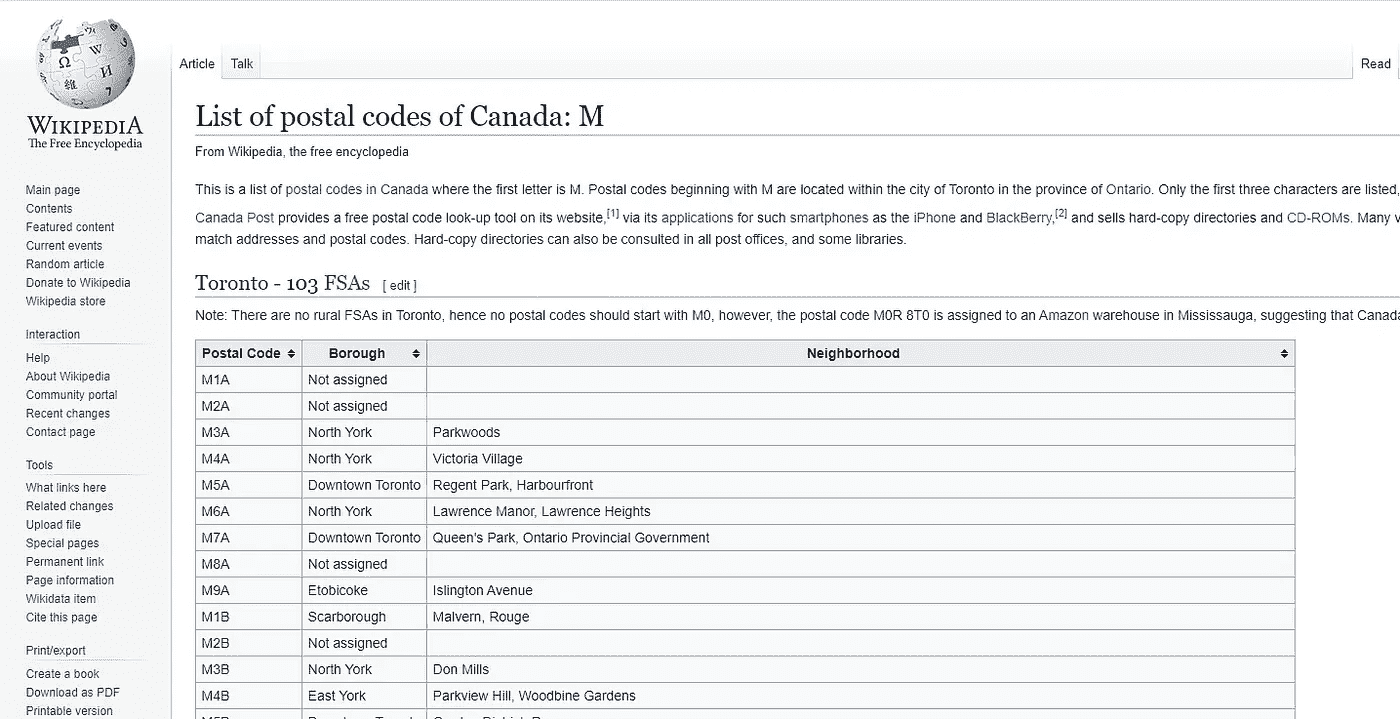 Article Talk Read
WIKIPEDIA
The Free Encyclopedia
Main page
Contents
Featured content
Current events
Random article
Donate to Wikipedia
Wikipedia store
Interaction
Help
About Wikipedia
Community portal
Recent changes
Contact page
Tools
What links here
Related changes
Upload file
Special pages
Permanent link
Page information
Wikidata item
Cite this page
Print/export
Create a book
Download as PDF
Printable version
List of postal codes of Canada: M
From Wikipedia, the free encyclopedia
This is a list of postal codes in Canada where the first letter is M. Postal codes beginning with M are located within the city of Toronto in the province of Ontario. Only the first three characters are listed,
Canada Post provides a free postal code look-up tool on its website,[1] via its applications for such smartphones as the iPhone and BlackBerry,[2] and sells hard-copy directories and CD-ROMs. Many v
match addresses and postal codes. Hard-copy directories can also be consulted in all post offices, and some libraries.
Toronto - 103 FSAs [ edit ]
Note: There are no rural FSAs in Toronto, hence no postal codes should start with M0, however, the postal code M0R 8T0 is assigned to an Amazon warehouse in Mississauga, suggesting that Canada
Postal Code Borough Neighborhood
M1A Not assigned
M2A Not assigned
M3A North York Parkwoods
M4A North York Victoria Village
M5A Downtown Toronto Regent Park, Harbourfront
M6A North York Lawrence Manor, Lawrence Heights
M7A Downtown Toronto Queen's Park, Ontario Provincial Government
M8A Not assigned
M9A Etobicoke Islington Avenue
M1B Scarborough Malvern, Rouge
M2B Not assigned
M3B North York Don Mills
M4B East York Parkview Hill, Woodbine Gardens